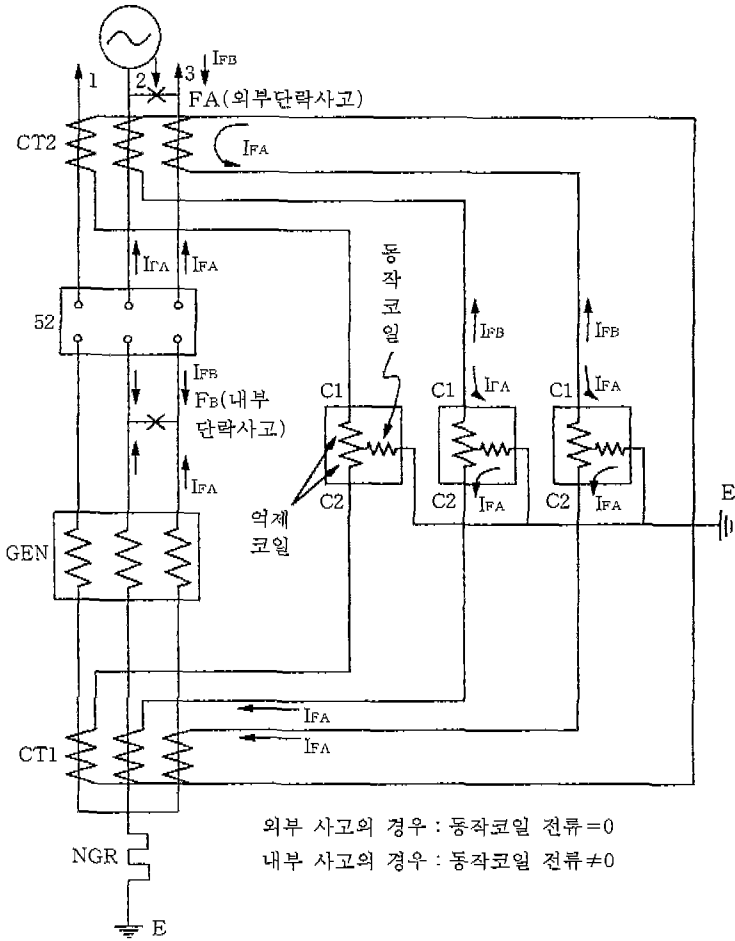 IFB
1 2 3
FA(외부단락사고)
CT2
IFA
IFA IFA
동작코일
52
IFB IFB
IFB
FB(내부
단락사고)
C1 C1 IFA C1 IFA
IFA
C2 C2 IFA C2 IFA
E
억제
코일
GEN
IFA
IFA
CT1
외부 사고의 경우 : 동작코일 전류=0
NGR
내부 사고의 경우 : 동작코일 전류≠0
E